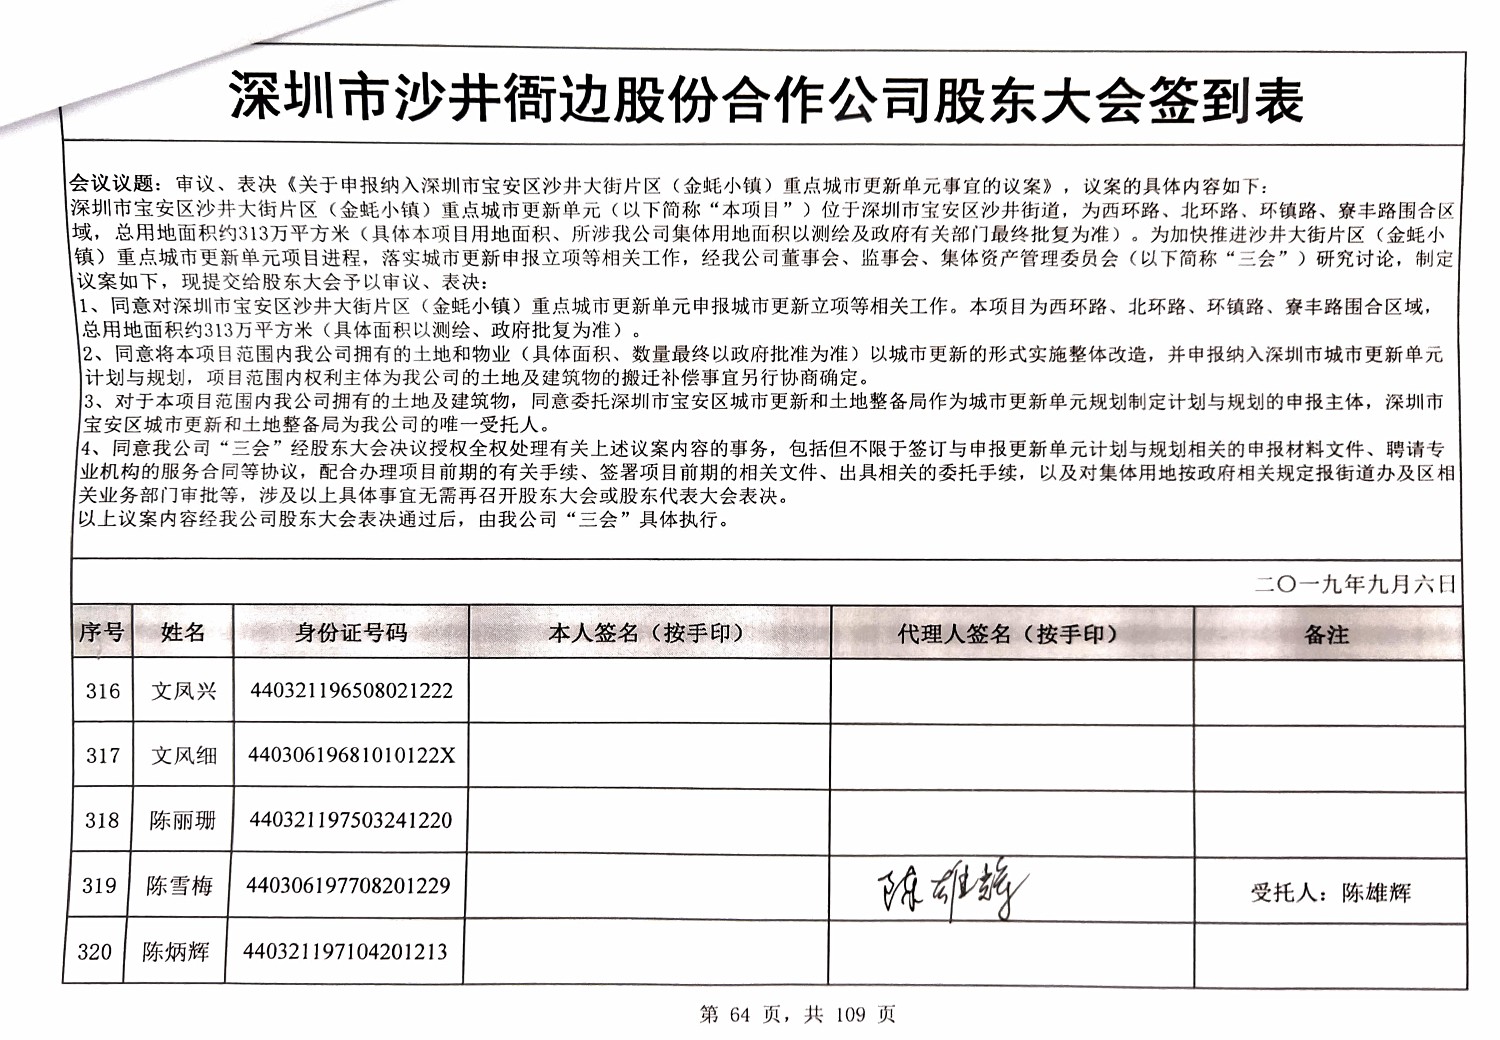 深圳市沙井衙边股份合作公司股东大会签到表
会议议题：审议、表决《关于申报纳入深圳市宝安区沙井大街片区（金蚝小镇）重点城市更新单元事宜的议案》，议案的具体内容如下：
深圳市宝安区沙井大街片区（金蚝小镇）重点城市更新单元（以下简称“本项目”）位于深圳市宝安区沙井街道，为西环路、北环路、环镇路、寮丰路围合区
域，总用地面积约313万平方米（具体本项目用地面积、所涉我公司集体用地面积以测绘及政府有关部门最终批复为准）。为加快推进沙井大街片区（金蚝小
镇）重点城市更新单元项目进程，落实城市更新申报立项等相关工作，经我公司董事会、监事会、集体资产管理委员会（以下简称“三会”）研究讨论，制定
议案如下，现提交给股东大会予以审议、表决：
1、同意对深圳市宝安区沙井大街片区（金蚝小镇）重点城市更新单元申报城市更新立项等相关工作。本项目为西环路、北环路、环镇路、寮丰路围合区域，
总用地面积约313万平方米（具体面积以测绘、政府批复为准）。
2、同意将本项目范围内我公司拥有的土地和物业（具体面积、数量最终以政府批准为准）以城市更新的形式实施整体改造，并申报纳入深圳市城市更新单元
计划与规划，项目范围内权利主体为我公司的土地及建筑物的搬迁补偿事宜另行协商确定。
3、对于本项目范围内我公司拥有的土地及建筑物，同意委托深圳市宝安区城市更新和土地整备局作为城市更新单元规划制定计划与规划的申报主体，深圳市
宝安区城市更新和土地整备局为我公司的唯一受托人。
4、同意我公司“三会”经股东大会决议授权全权处理有关上述议案内容的事务，包括但不限于签订与申报更新单元计划与规划相关的申报材料文件、聘请专
业机构的服务合同等协议，配合办理项目前期的有关手续、签署项目前期的相关文件、出具相关的委托手续，以及对集体用地按政府相关规定报街道办及区相
关业务部门审批等，涉及以上具体事宜无需再召开股东大会或股东代表大会表决。
以上议案内容经我公司股东大会表决通过后，由我公司“三会”具体执行。
二〇一九年九月六日
序号 姓名 身份证号码 本人签名（按手印） 代理人签名（按手印） 备注
316 文凤兴 440321196508021222
317 文风细 44030619681010122X
318 陈丽珊 440321197503241220
319 陈雪梅 440306197708201229 陈雄辉 受托人：陈雄辉
320 陈炳辉 440321197104201213
第 64 页，共 109 页